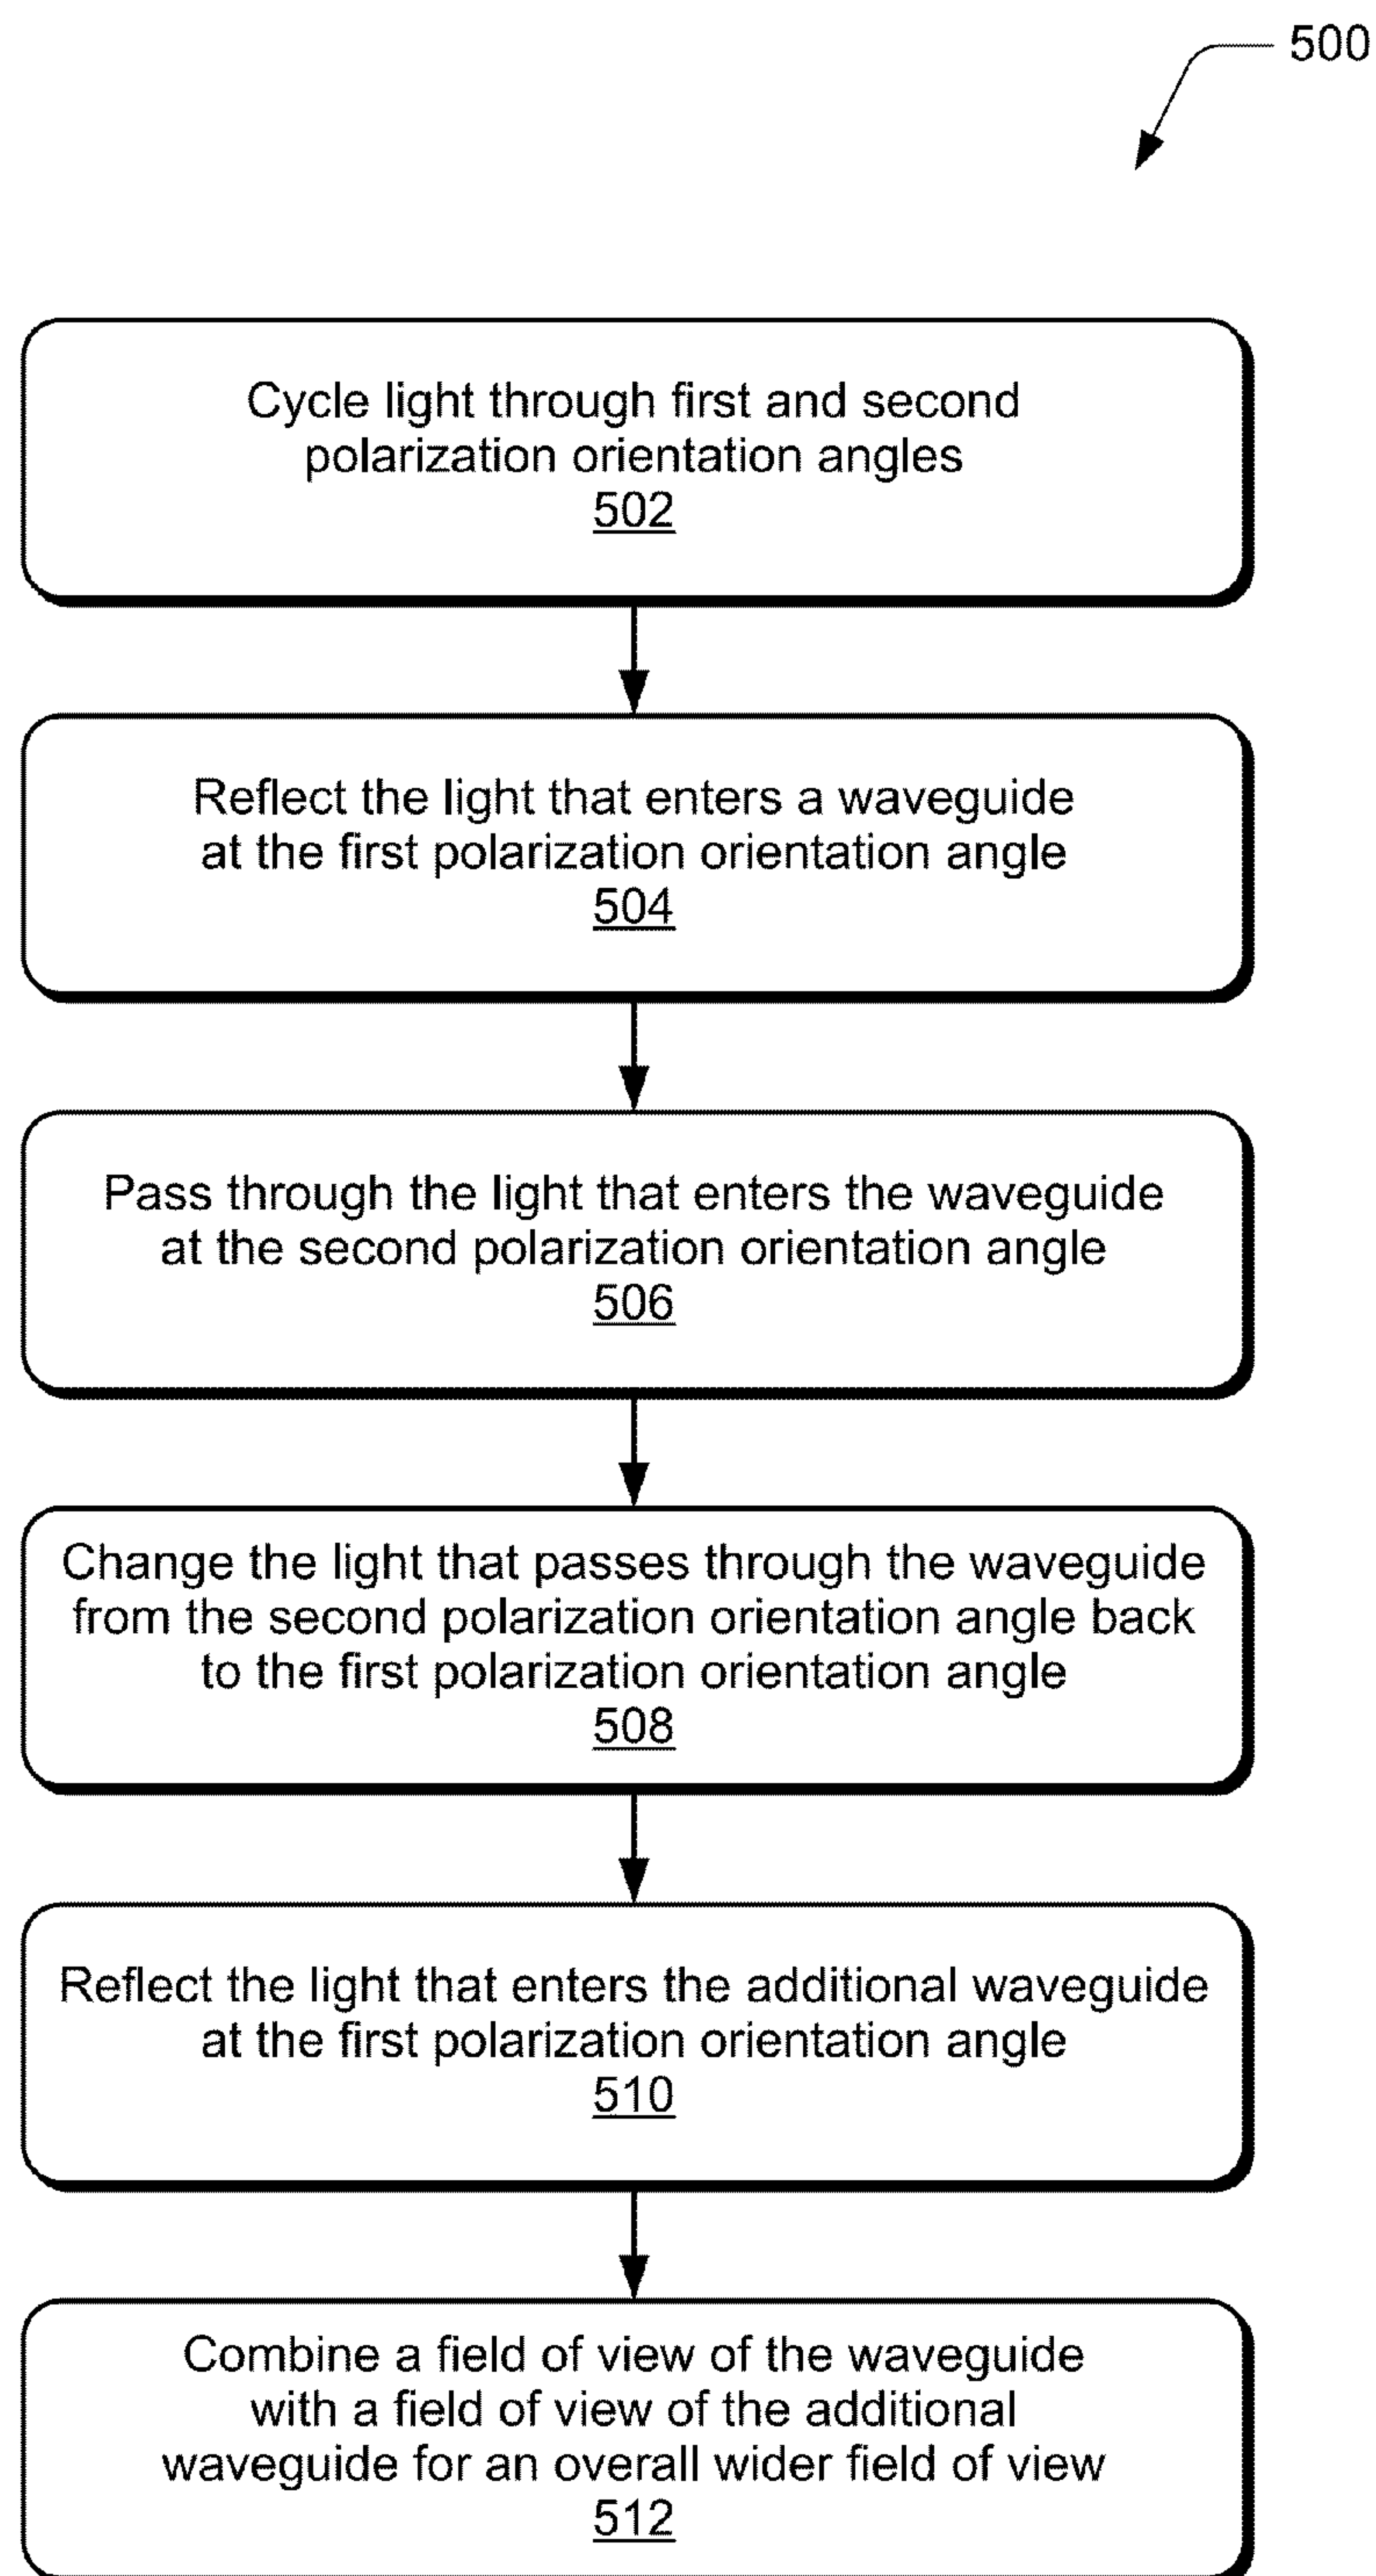 500
Cycle light through first and second
polarization orientation angles
502
Reflect the light that enters a waveguide
at the first polarization orientation angle
504
Pass through the light that enters the waveguide
at the second polarization orientation angle
506
Change the light that passes through the waveguide
from the second polarization orientation angle back
to the first polarization orientation angle
508
Reflect the light that enters the additional waveguide
at the first polarization orientation angle
510
Combine a field of view of the waveguide
with a field of view of the additional
waveguide for an overall wider field of view
512